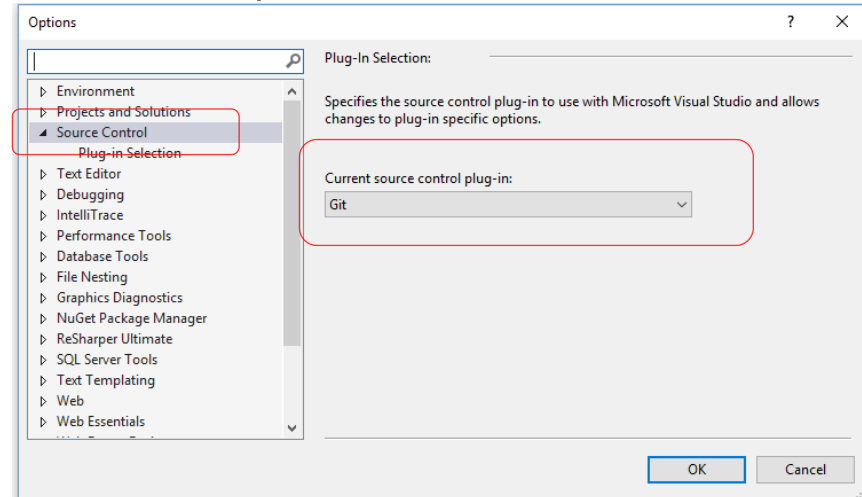 Options
?
Plug-In Selection:
Environment
Specifies the source control plug-in to use with Microsoft Visual Studio and allows
Projects and Solutions
changes to plug-in specific options.
Source Control
Plug-in Selection
Text Editor
Current source control plug-in:
Debugging
Git
IntelliTrace
Performance Tools
Database Tools
File Nesting
Graphics Diagnostics
NuGet Package Manager
ReSharper Ultimate
SQL Server Tools
Text Templating
Web
Web Essentials
OK
Cancel